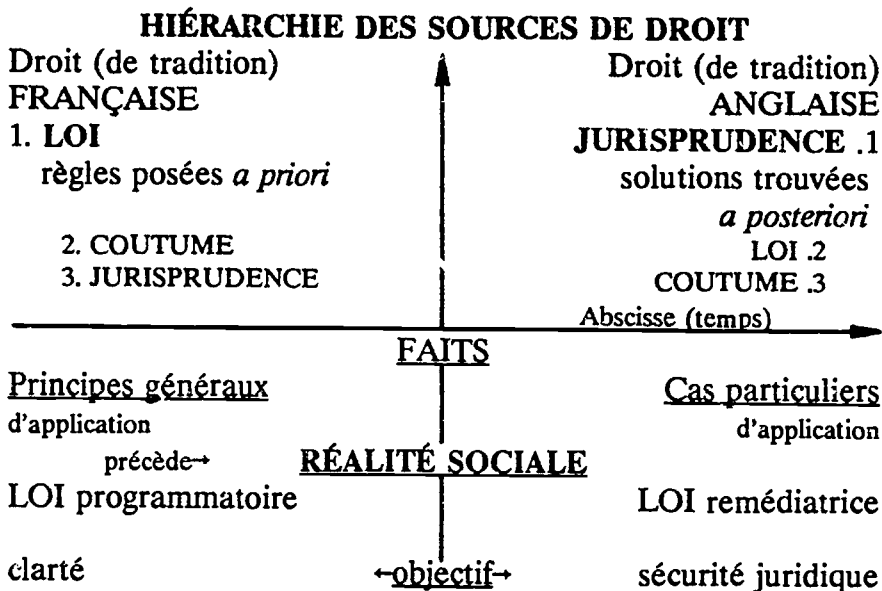 HIÉRARCHIE DES SOURCES DE DROIT
Droit (de tradition)
FRANÇAISE
1. LOI
règles posées a priori
2. COUTUME
3. JURISPRUDENCE
Droit (de tradition)
ANGLAISE
JURISPRUDENCE .1
solutions trouvées
a posteriori
LOI .2
COUTUME .3
Abscisse (temps)
FAITS
Principes généraux
d'application
précède→
LOI programmatoire
clarté
RÉALITÉ SOCIALE
←objectif→
Cas particuliers
d'application
LOI remédiatrice
sécurité juridique